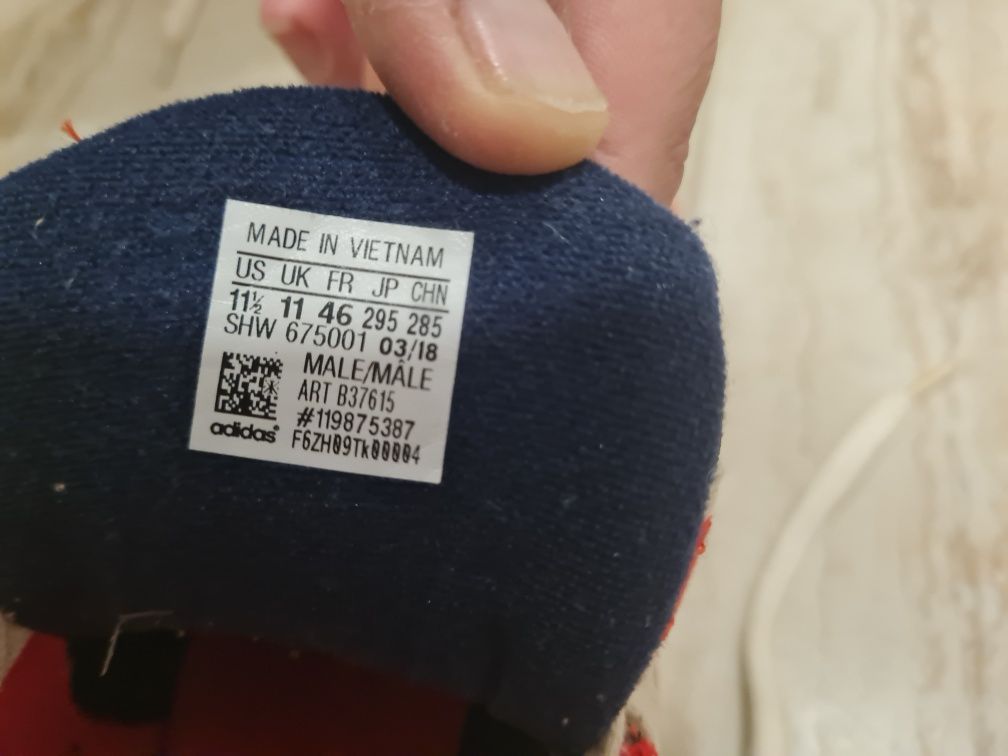 MADE IN VIETNAM
US UK FR JP CHN
11½ 11 46 295 285
SHW 675001 03/18
MALE/MÂLE
ART B37615
#119875387
adidas® F6ZH09Tk00004